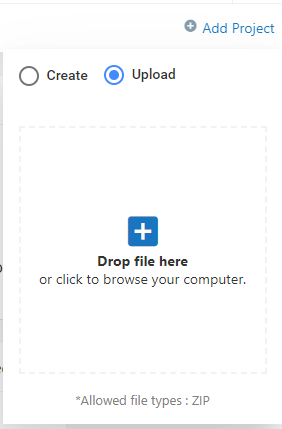 Add Project
Create
Upload
Drop file here
or click to browse your computer.
*Allowed file types : ZIP